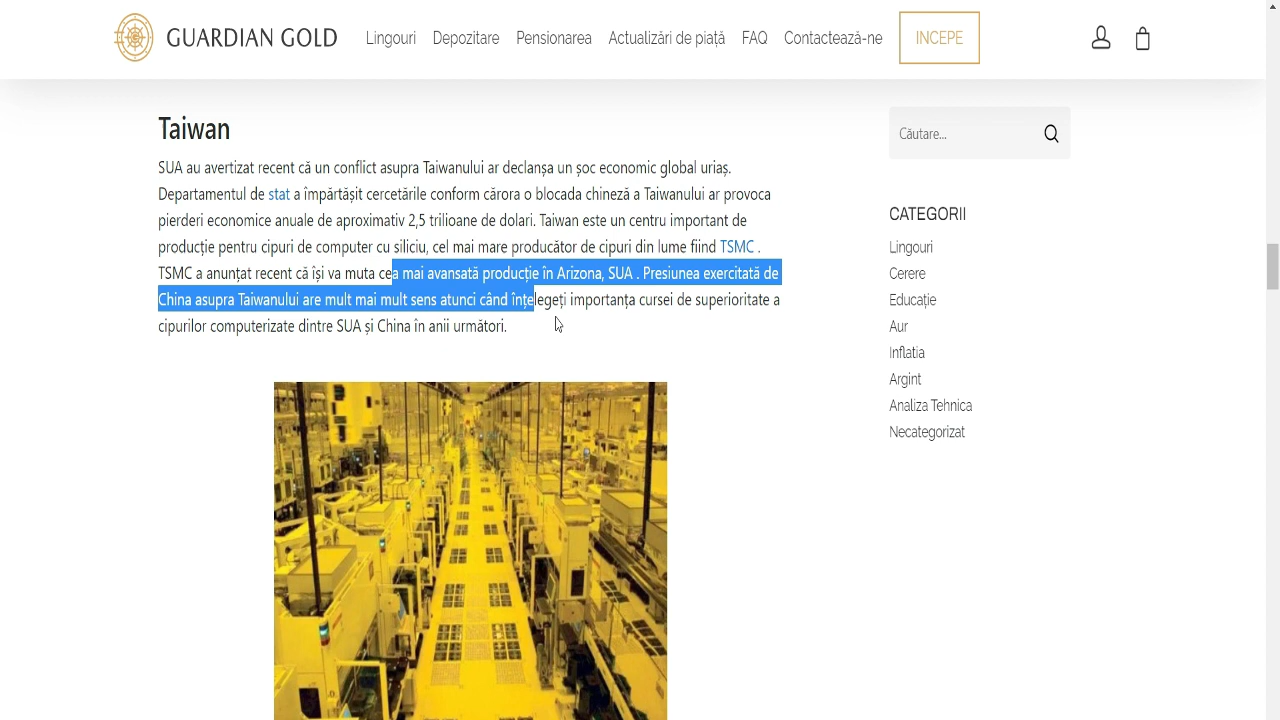 GUARDIAN GOLD
Lingouri Depozitare Pensionarea Actualizări de piață FAQ Contactează-ne INCEPE
Taiwan
SUA au avertizat recent că un conflict asupra Taiwanului ar declanșa un șoc economic global uriaș.
Departamentul de stat a împărtășit cercetările conform cărora o blocada chineză a Taiwanului ar provoca
pierderi economice anuale de aproximativ 2,5 trilioane de dolari. Taiwan este un centru important de
producție pentru cipuri de computer cu siliciu, cel mai mare producător de cipuri din lume fiind TSMC .
TSMC a anunțat recent că își va muta cea mai avansată producție în Arizona, SUA . Presiunea exercitată de
China asupra Taiwanului are mult mai mult sens atunci când înțelegeți importanța cursei de superioritate a
cipurilor computerizate dintre SUA și China în anii următori.
Căutare...
CATEGORII
Lingouri
Cerere
Educație
Aur
Inflatia
Argint
Analiza Tehnica
Necategorizat